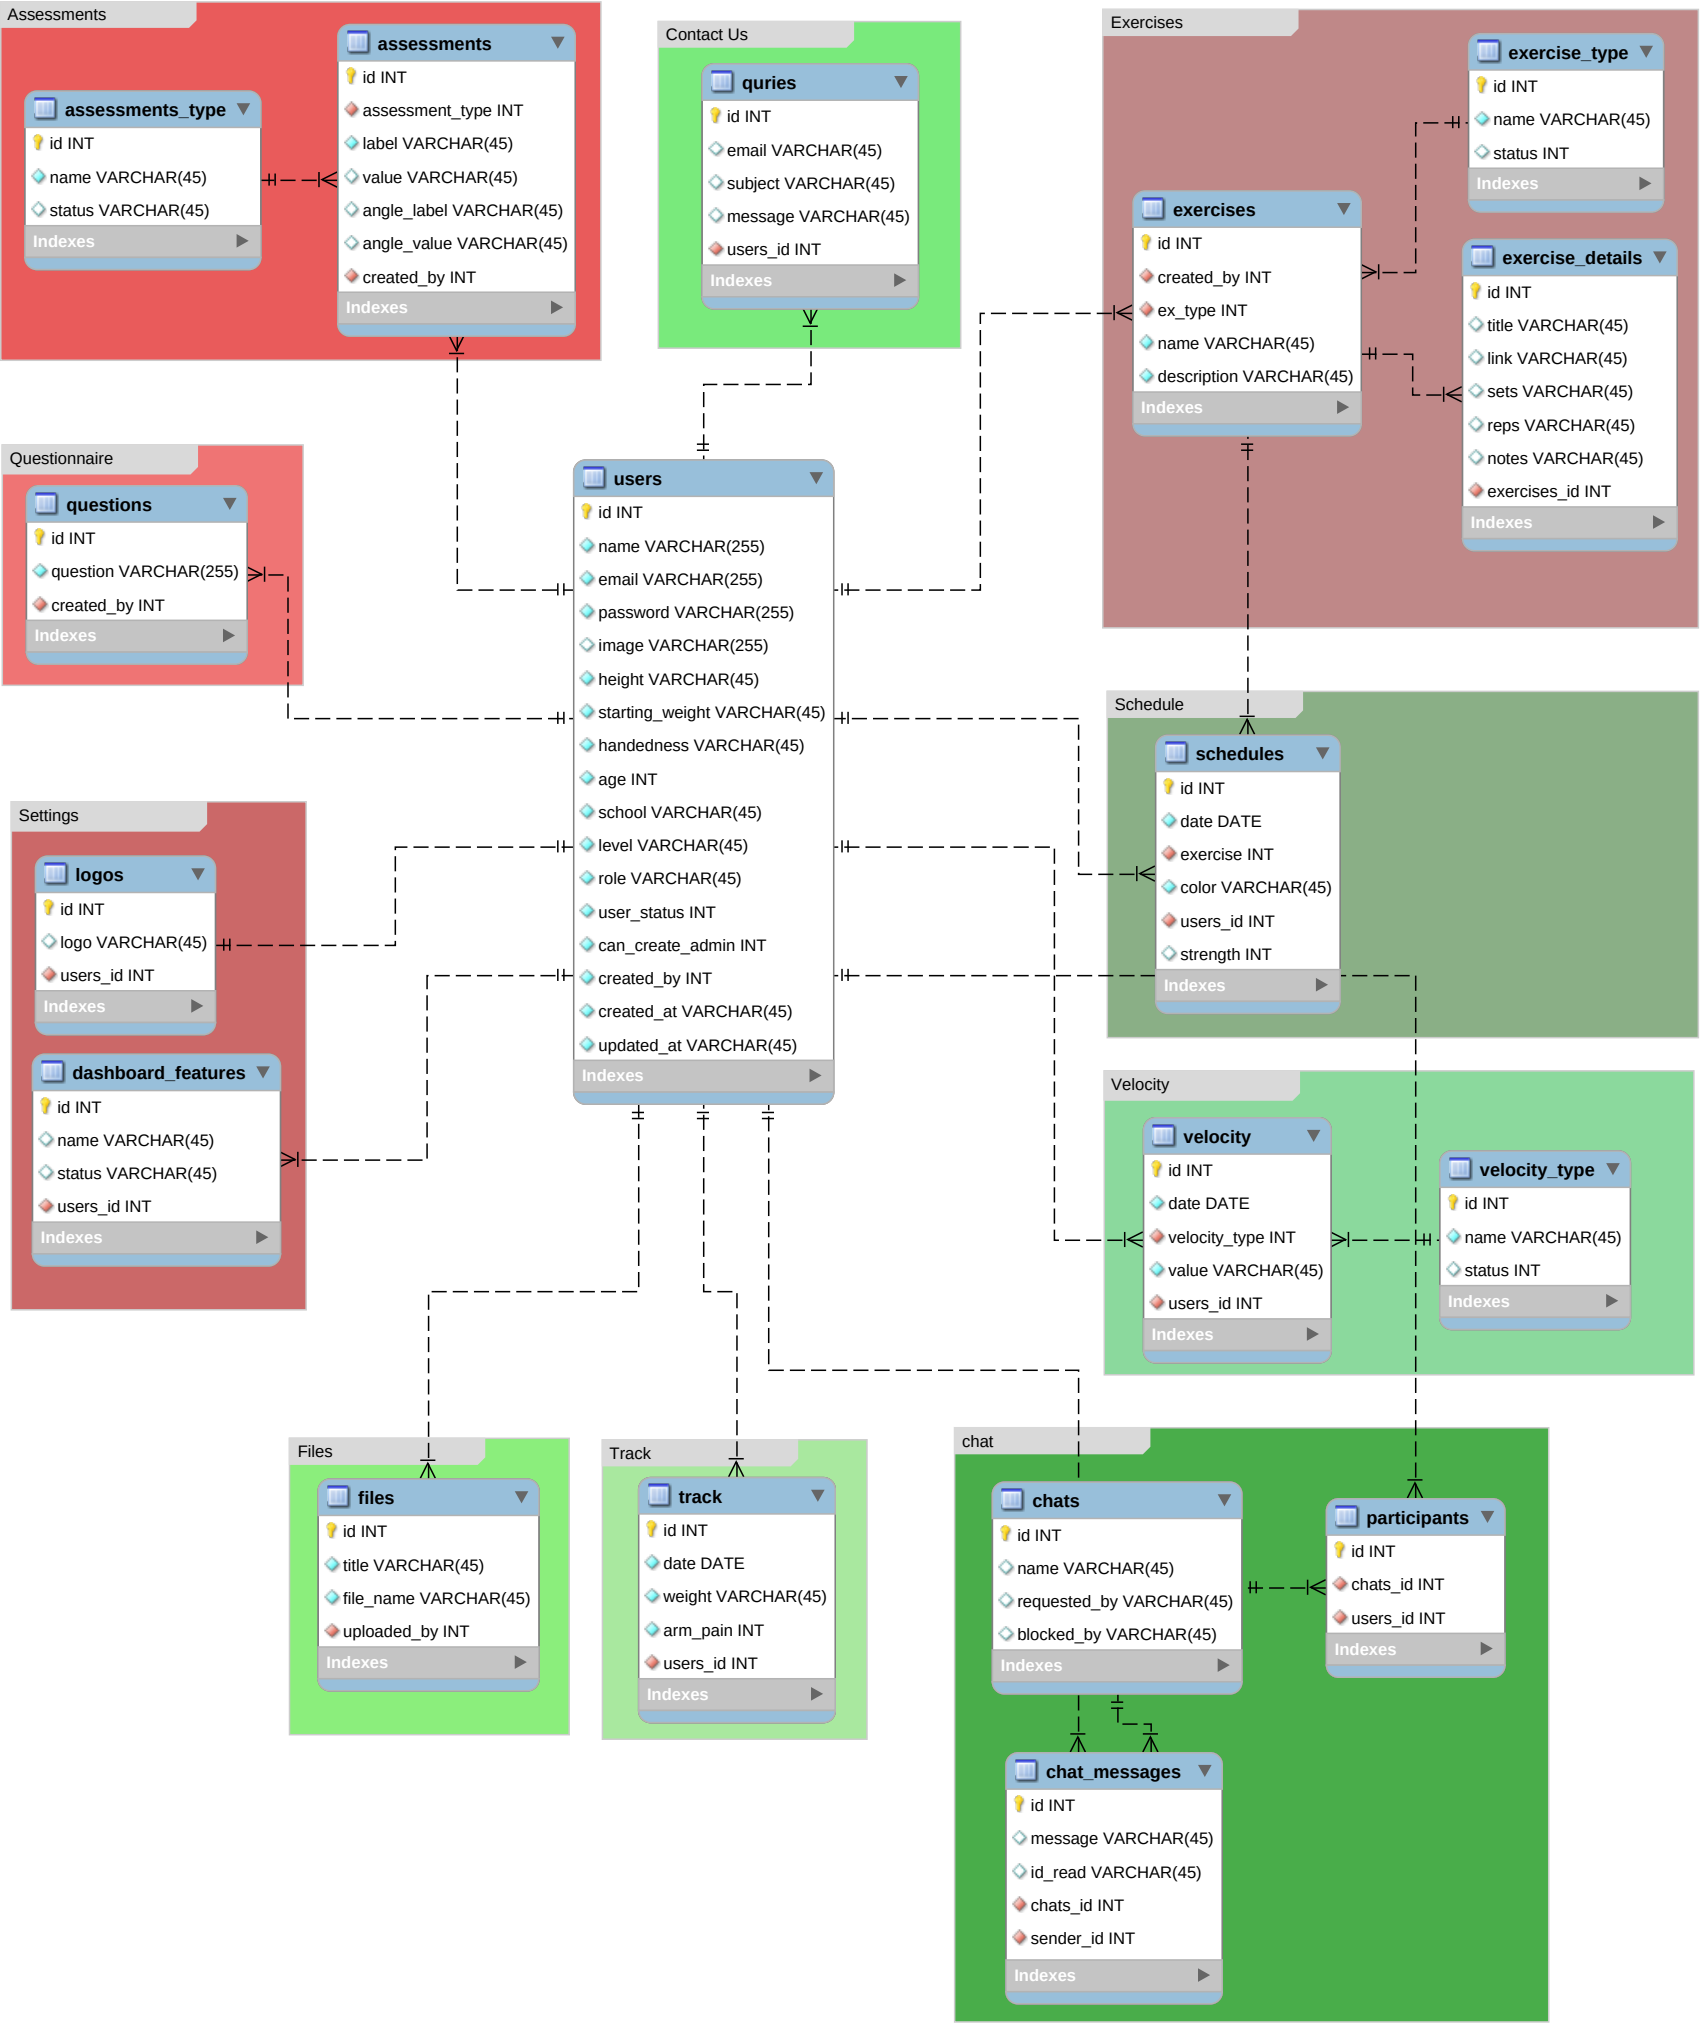 Assessments
assessments_type
id INT
name VARCHAR(45)
status VARCHAR(45)
Indexes
assessments
id INT
assessment_type INT
label VARCHAR(45)
value VARCHAR(45)
angle_label VARCHAR(45)
angle_value VARCHAR(45)
created_by INT
Indexes
Contact Us
quries
id INT
email VARCHAR(45)
subject VARCHAR(45)
message VARCHAR(45)
users_id INT
Indexes
Exercises
exercise_type
id INT
name VARCHAR(45)
status INT
Indexes
exercises
id INT
created_by INT
ex_type INT
name VARCHAR(45)
description VARCHAR(45)
Indexes
exercise_details
id INT
title VARCHAR(45)
link VARCHAR(45)
sets VARCHAR(45)
reps VARCHAR(45)
notes VARCHAR(45)
exercises_id INT
Indexes
Questionnaire
questions
id INT
question VARCHAR(255)
created_by INT
Indexes
users
id INT
name VARCHAR(255)
email VARCHAR(255)
password VARCHAR(255)
image VARCHAR(255)
height VARCHAR(45)
starting_weight VARCHAR(45)
handedness VARCHAR(45)
age INT
school VARCHAR(45)
level VARCHAR(45)
role VARCHAR(45)
user_status INT
can_create_admin INT
created_by INT
created_at VARCHAR(45)
updated_at VARCHAR(45)
Indexes
Schedule
schedules
id INT
date DATE
exercise INT
color VARCHAR(45)
users_id INT
strength INT
Indexes
Settings
logos
id INT
logo VARCHAR(45)
users_id INT
Indexes
dashboard_features
id INT
name VARCHAR(45)
status VARCHAR(45)
users_id INT
Indexes
Velocity
velocity
id INT
date DATE
velocity_type INT
value VARCHAR(45)
users_id INT
Indexes
velocity_type
id INT
name VARCHAR(45)
status INT
Indexes
Files
files
id INT
title VARCHAR(45)
file_name VARCHAR(45)
uploaded_by INT
Indexes
Track
track
id INT
date DATE
weight VARCHAR(45)
arm_pain INT
users_id INT
Indexes
chat
chats
id INT
name VARCHAR(45)
requested_by VARCHAR(45)
blocked_by VARCHAR(45)
Indexes
participants
id INT
chats_id INT
users_id INT
Indexes
chat_messages
id INT
message VARCHAR(45)
id_read VARCHAR(45)
chats_id INT
sender_id INT
Indexes